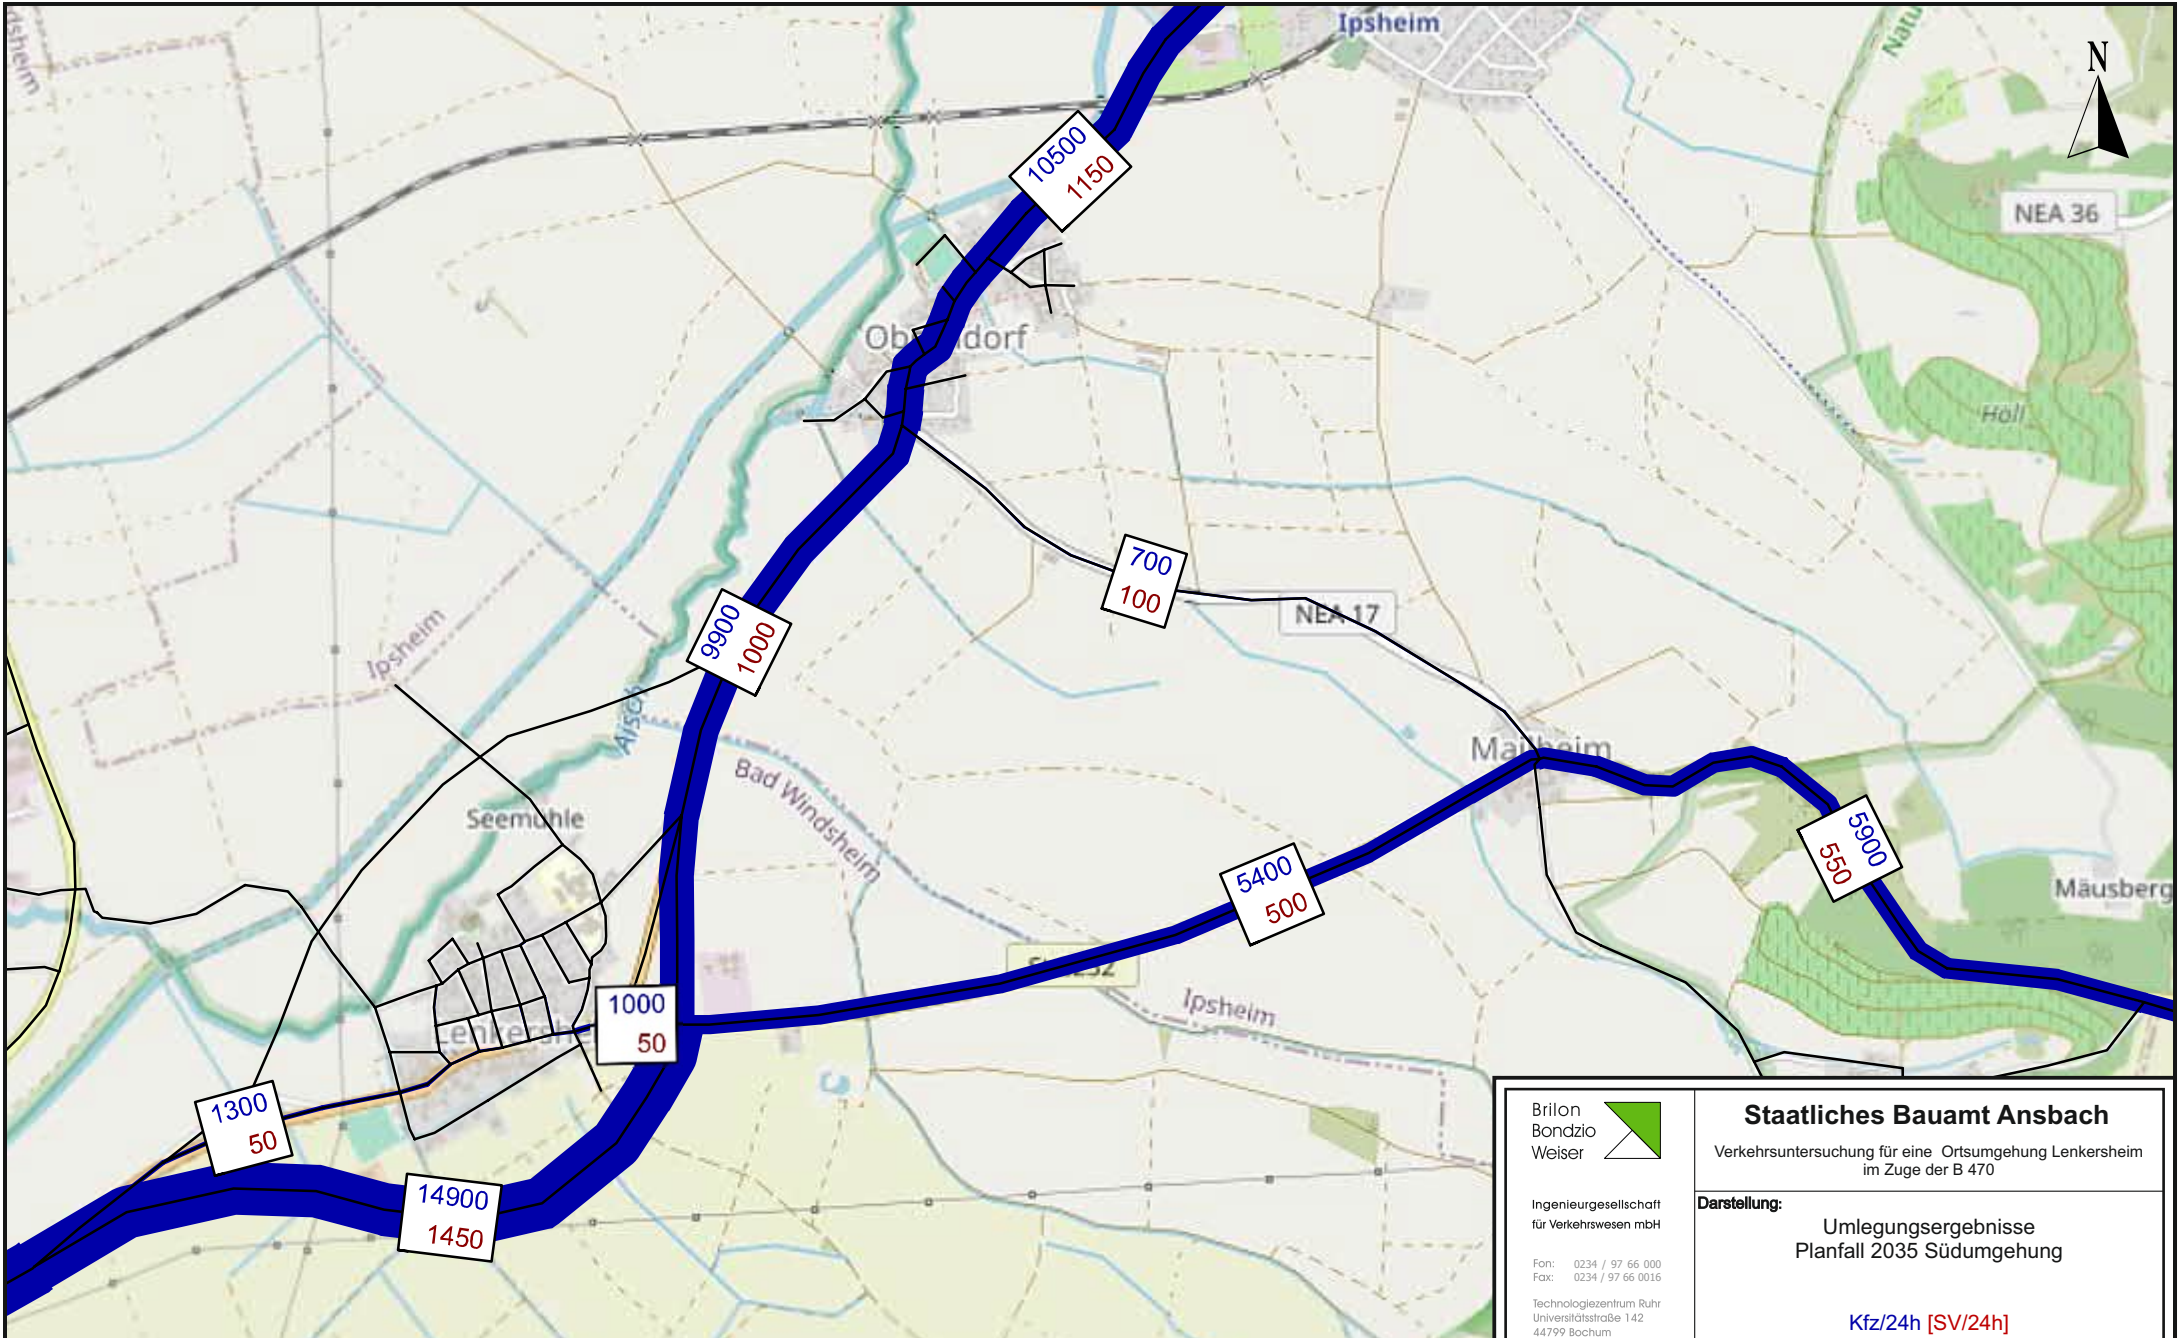 dsheim
Ipsheim
Natu
N
10500
1150
NEA 36
Höll
700
100
NEA 17
9900
1000
Ipsheim
Aisch
Bad Windsheim
Seemühle
5900
550
5400
500
Mäusberg
Ipsheim
1000
50
1300
50
14900
1450
Brilon
Bondzio
Weiser
Ingenieurgesellschaft
für Verkehrswesen mbH
Fon: 0234 / 97 66 000
Fax: 0234 / 97 66 0016
Technologiezentrum Ruhr
Universitätsstraße 142
44799 Bochum
Staatliches Bauamt Ansbach
Verkehrsuntersuchung für eine Ortsumgehung Lenkersheim
im Zuge der B 470
Darstellung:
Umlegungsergebnisse
Planfall 2035 Südumgehung
Kfz/24h [SV/24h]